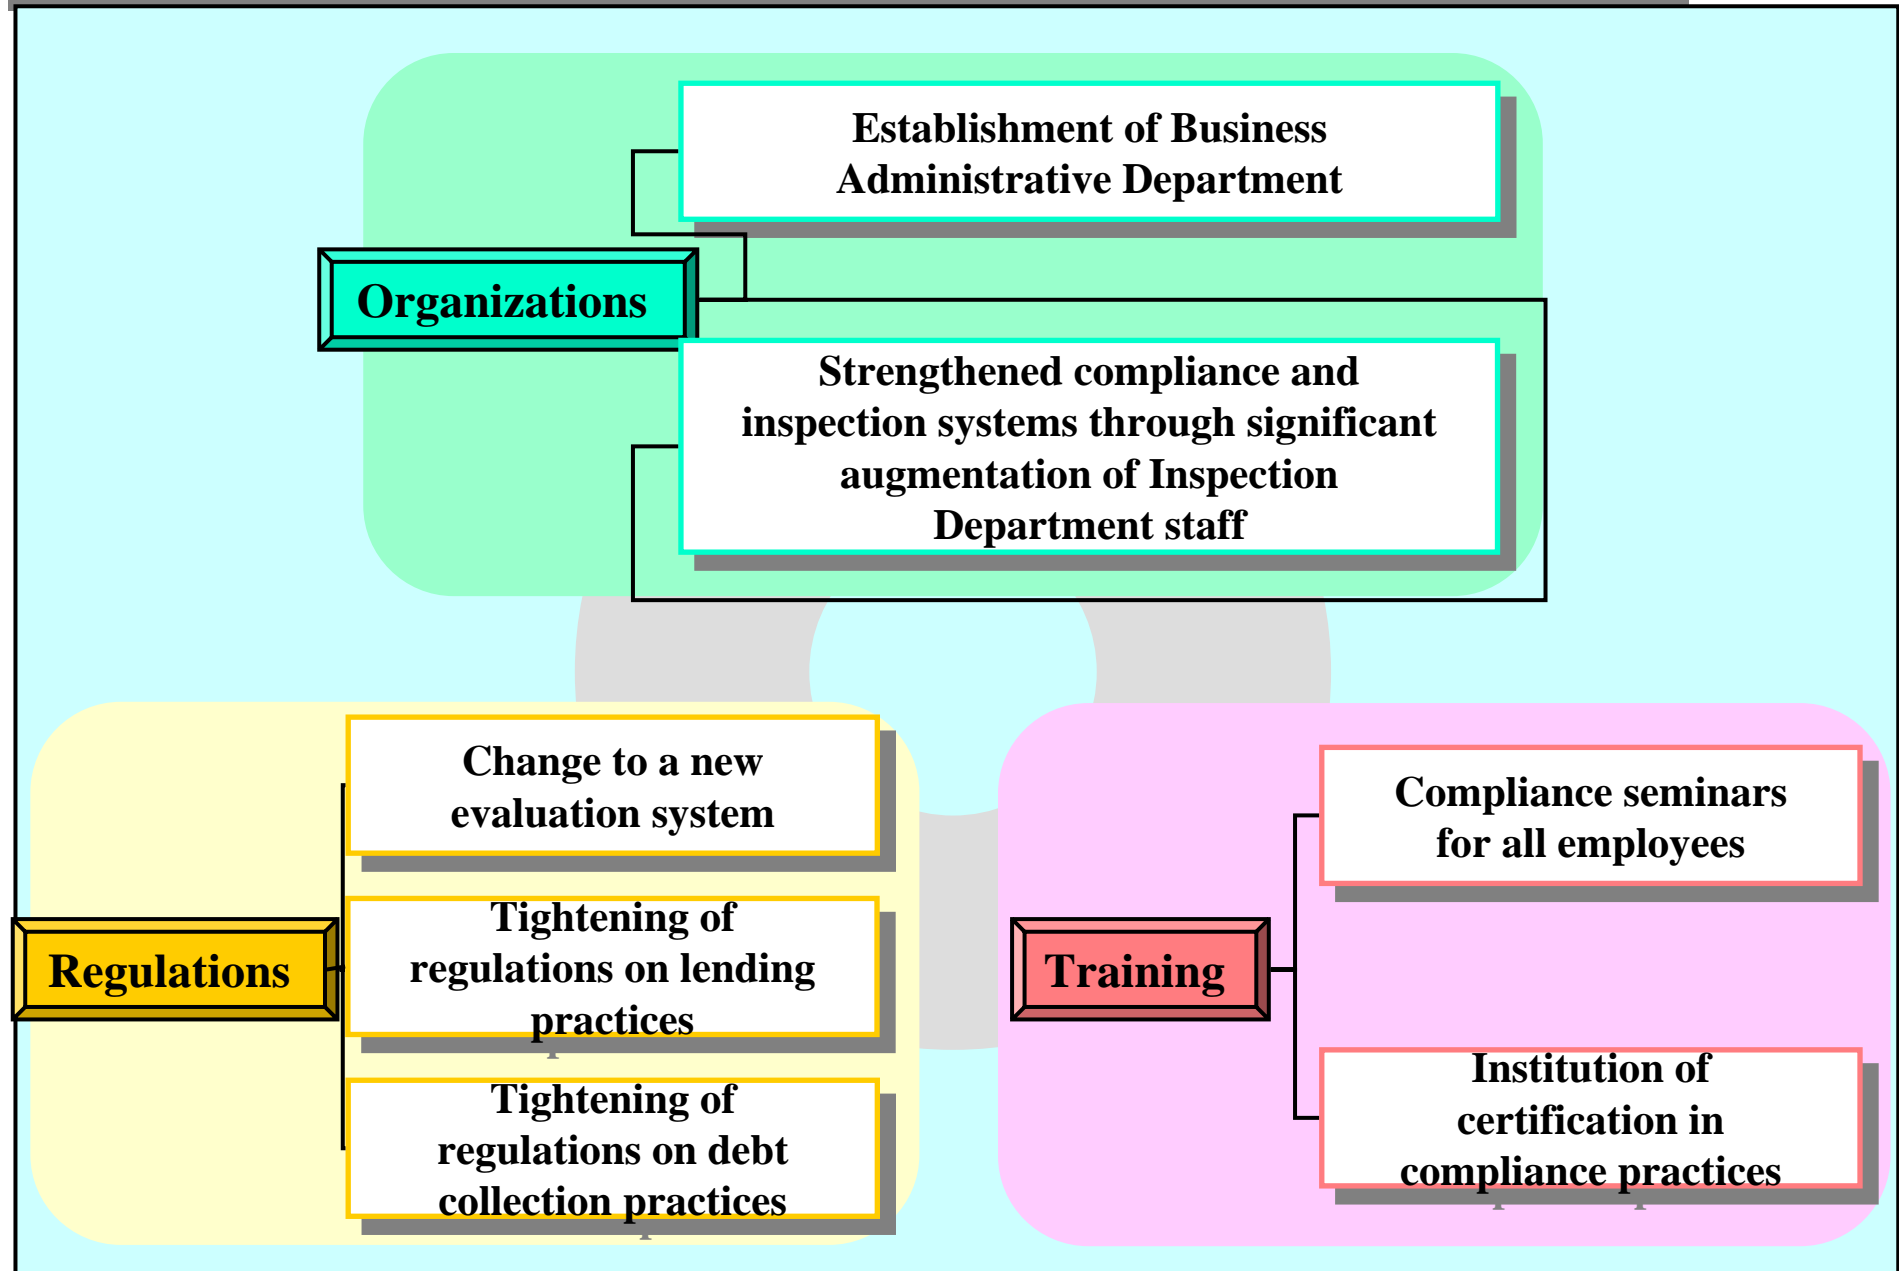 Establishment of Business
Administrative Department
Organizations
Strengthened compliance and
inspection systems through significant
augmentation of Inspection
Department staff
Regulations
Change to a new
evaluation system
Tightening of
regulations on lending
practices
Tightening of
regulations on debt
collection practices
Training
Compliance seminars
for all employees
Institution of
certification in
compliance practices